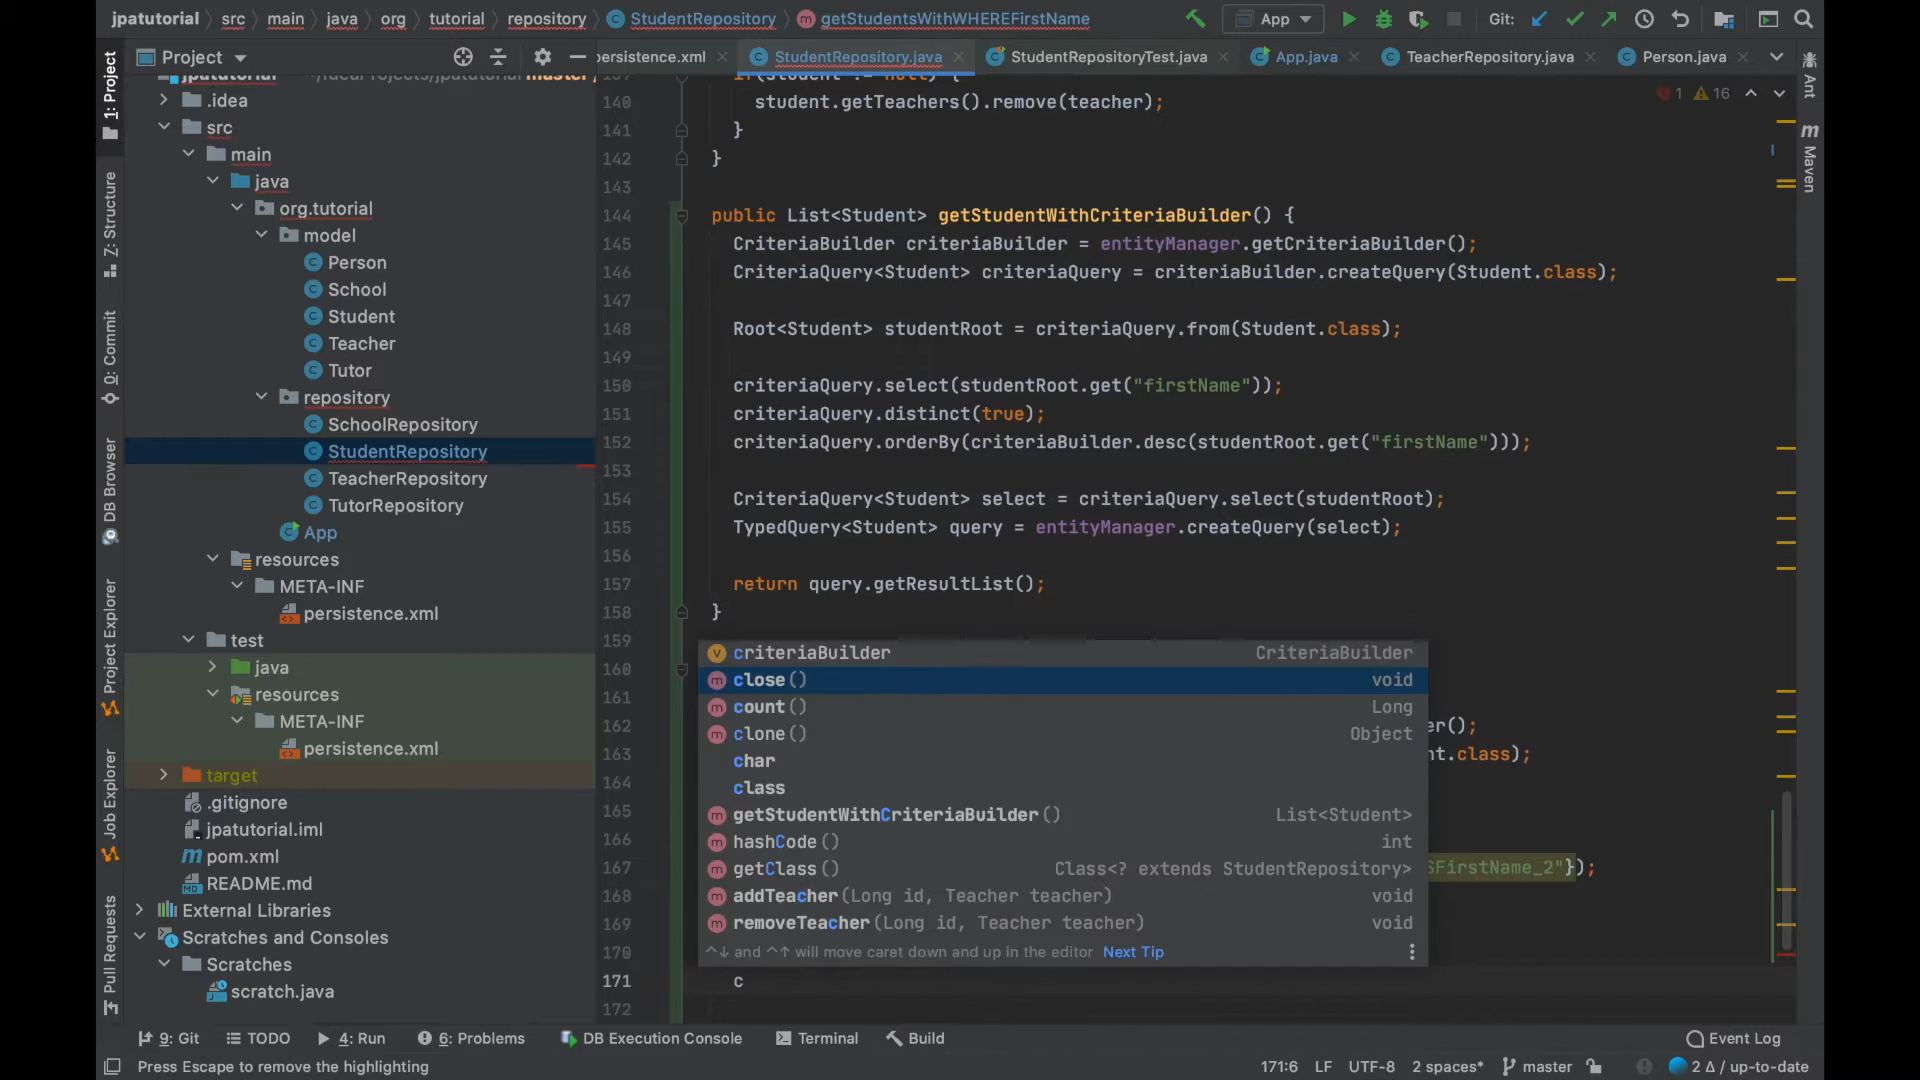 jpatutorial src main java org tutorial repository StudentRepository getStudentsWithWHEREFirstName App Git:
1: Project
Z: Structure
0: Commit
DB Browser
Project Explorer
Job Explorer
Pull Requests
Project
.idea
src
main
java
org.tutorial
model
Person
School
Student
Teacher
Tutor
repository
SchoolRepository
StudentRepository
TeacherRepository
TutorRepository
App
resources
META-INF
persistence.xml
test
java
resources
META-INF
persistence.xml
target
.gitignore
jpatutorial.iml
pom.xml
README.md
External Libraries
Scratches and Consoles
Scratches
scratch.java
persistence.xml StudentRepository.java StudentRepositoryTest.java App.java TeacherRepository.java Person.java
1 16
140 student.getTeachers().remove(teacher);
141 }
142 }
143
144 public List<Student> getStudentWithCriteriaBuilder() {
145 CriteriaBuilder criteriaBuilder = entityManager.getCriteriaBuilder();
146 CriteriaQuery<Student> criteriaQuery = criteriaBuilder.createQuery(Student.class);
147
148 Root<Student> studentRoot = criteriaQuery.from(Student.class);
149
150 criteriaQuery.select(studentRoot.get("firstName"));
151 criteriaQuery.distinct(true);
152 criteriaQuery.orderBy(criteriaBuilder.desc(studentRoot.get("firstName")));
153
154 CriteriaQuery<Student> select = criteriaQuery.select(studentRoot);
155 TypedQuery<Student> query = entityManager.createQuery(select);
156
157 return query.getResultList();
158 }
159
160
161
162 er();
163 nt.class);
164
165
166
167 SFirstName_2"});
168
169
170
171 c
172
criteriaBuilder CriteriaBuilder
close() void
count() Long
clone() Object
char
class
getStudentWithCriteriaBuilder() List<Student>
hashCode() int
getClass() Class<? extends StudentRepository>
addTeacher(Long id, Teacher teacher) void
removeTeacher(Long id, Teacher teacher) void
^↓ and ^↑ will move caret down and up in the editor Next Tip
Ant
Maven
9: Git TODO 4: Run 6: Problems DB Execution Console Terminal Build Event Log
Press Escape to remove the highlighting 171:6 LF UTF-8 2 spaces* master 2 Δ / up-to-date